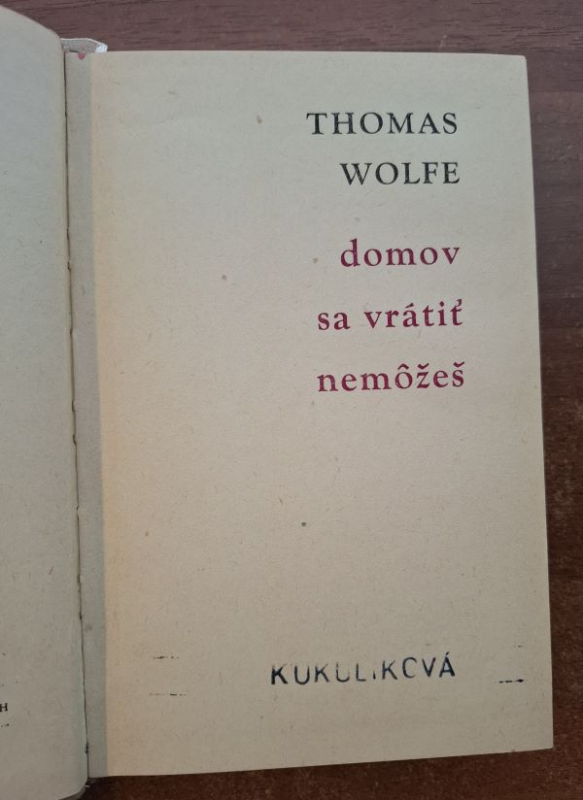 THOMAS
WOLFE
domov
sa vrátiť
nemôžeš
KUKULIKOVÁ
H